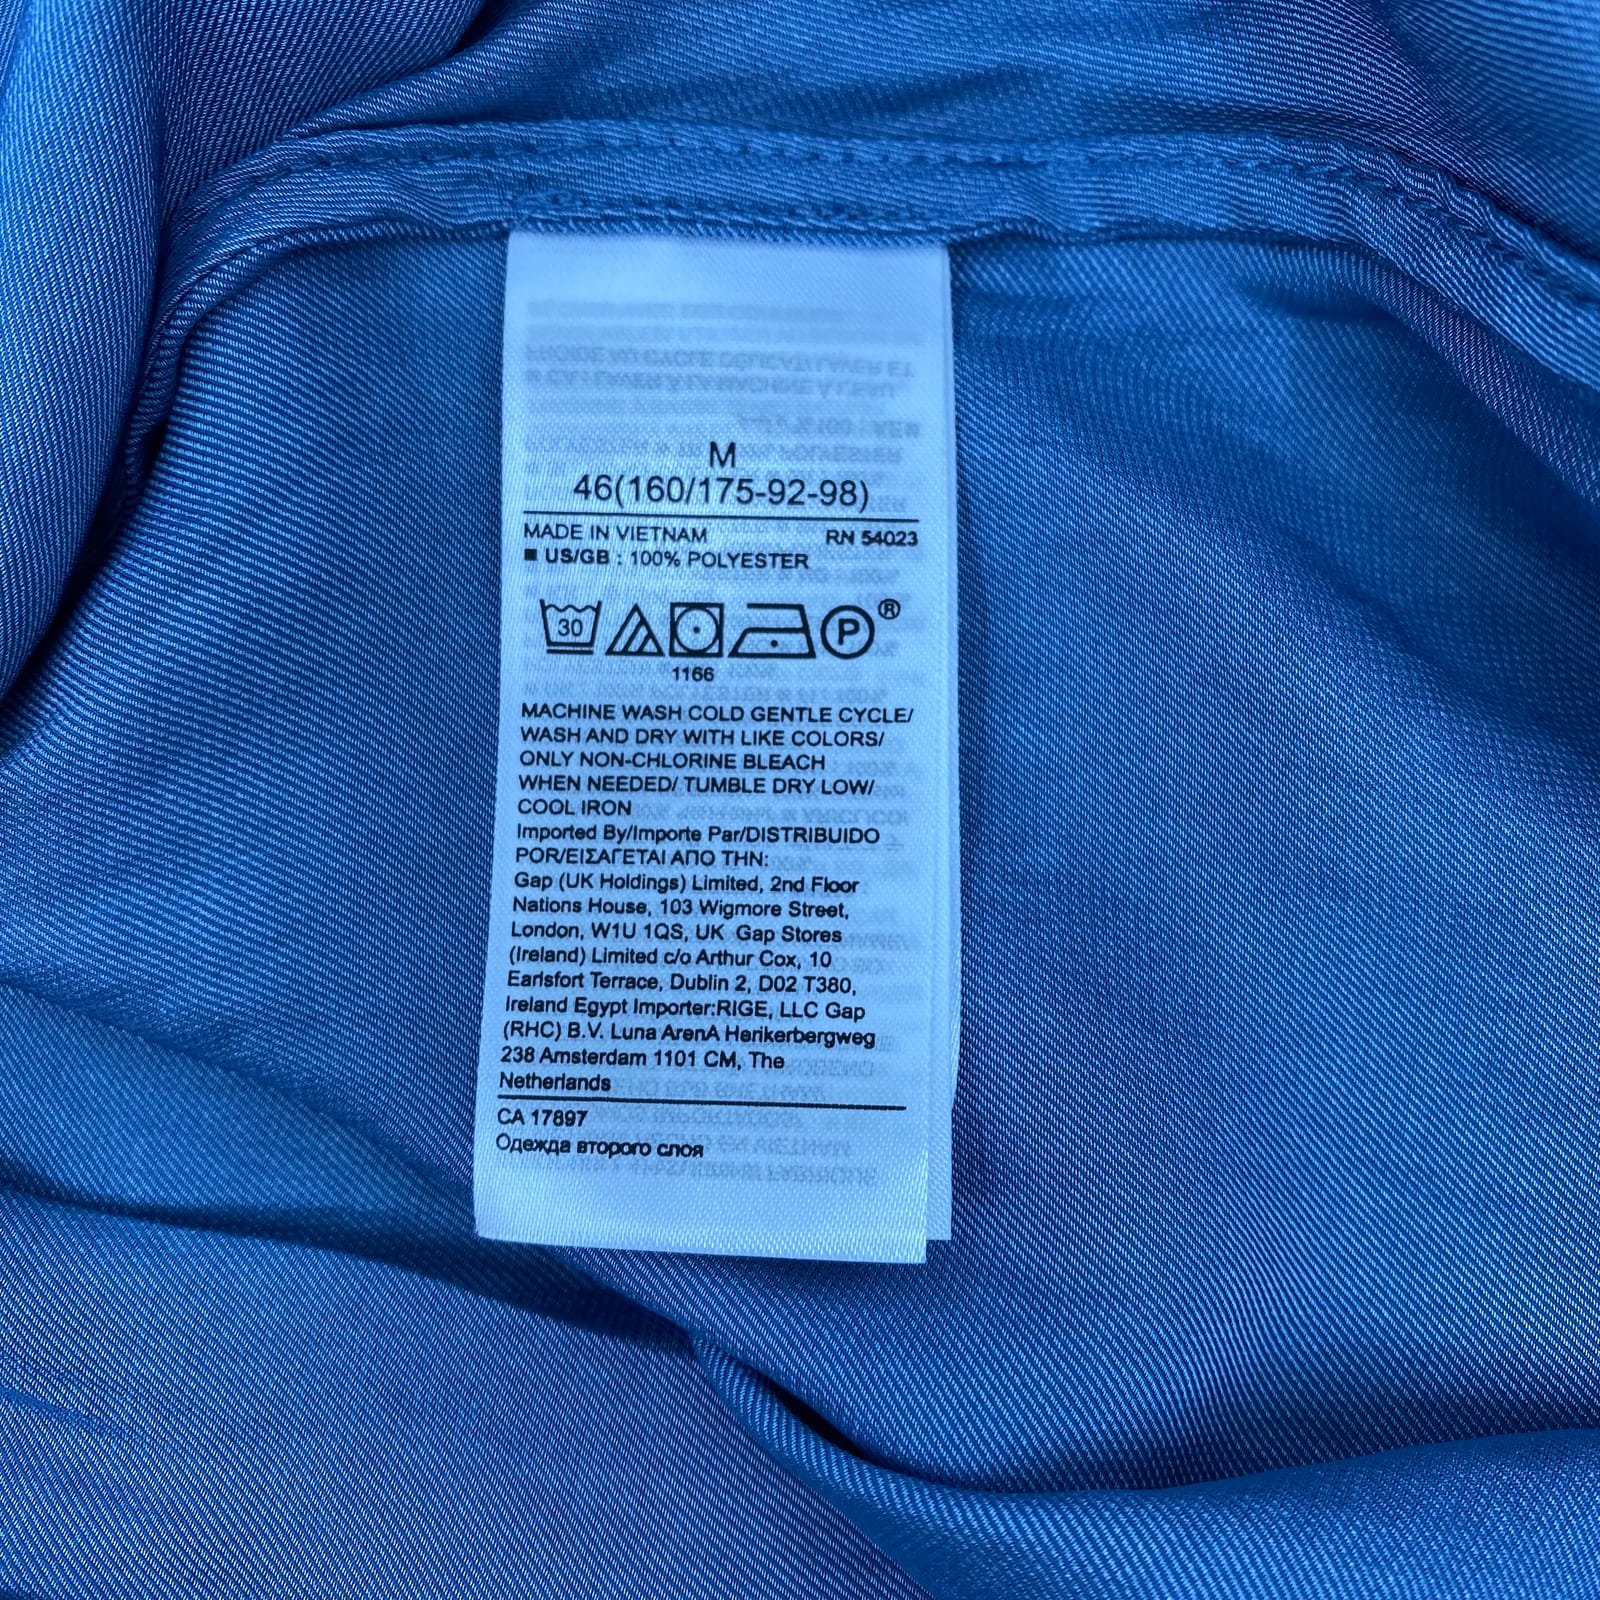 M
46(160/175-92-98)
MADE IN VIETNAM RN 54023
■ US/GB : 100% POLYESTER
30 P ®
1166
MACHINE WASH COLD GENTLE CYCLE/
WASH AND DRY WITH LIKE COLORS/
ONLY NON-CHLORINE BLEACH
WHEN NEEDED/ TUMBLE DRY LOW/
COOL IRON
Imported By/Importe Par/DISTRIBUIDO
POR/ΕΙΣΑΓΕΤΑΙ ΑΠΟ ΤΗΝ:
Gap (UK Holdings) Limited, 2nd Floor
Nations House, 103 Wigmore Street,
London, W1U 1QS, UK Gap Stores
(Ireland) Limited c/o Arthur Cox, 10
Earlsfort Terrace, Dublin 2, D02 T380,
Ireland Egypt Importer:RIGE, LLC Gap
(RHC) B.V. Luna ArenA Herikerbergweg
238 Amsterdam 1101 CM, The
Netherlands
CA 17897
Одежда второго слоя